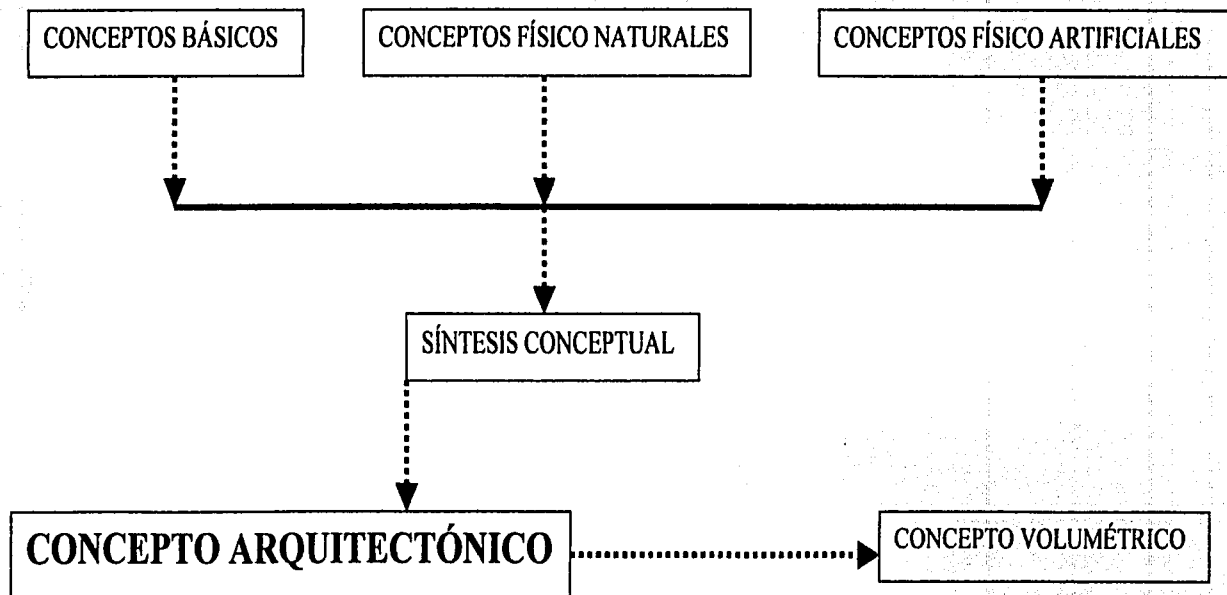 CONCEPTOS BÁSICOS
CONCEPTOS FÍSICO NATURALES
CONCEPTOS FÍSICO ARTIFICIALES
SÍNTESIS CONCEPTUAL
CONCEPTO ARQUITECTÓNICO
CONCEPTO VOLUMÉTRICO